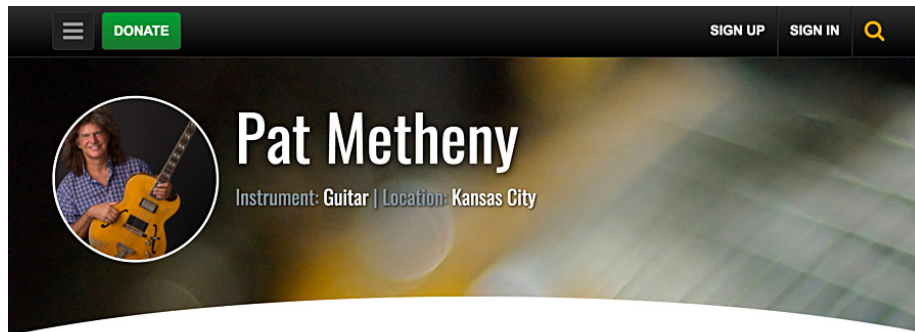 DONATE
SIGN UP SIGN IN
Pat Metheny
Instrument: Guitar | Location: Kansas City